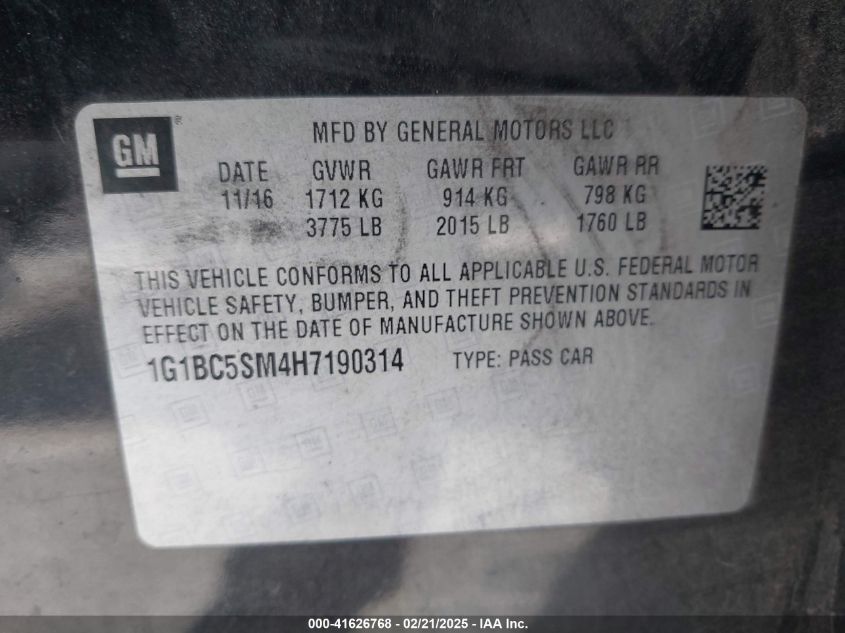 GM
MFD BY GENERAL MOTORS LLC
DATE GVWR GAWR FRT GAWR RR
11/16 1712 KG 914 KG 798 KG
3775 LB 2015 LB 1760 LB
THIS VEHICLE CONFORMS TO ALL APPLICABLE U.S. FEDERAL MOTOR
VEHICLE SAFETY, BUMPER, AND THEFT PREVENTION STANDARDS IN
EFFECT ON THE DATE OF MANUFACTURE SHOWN ABOVE.
1G1BC5SM4H7190314 TYPE: PASS CAR
000-41626768 - 02/21/2025 - IAA Inc.